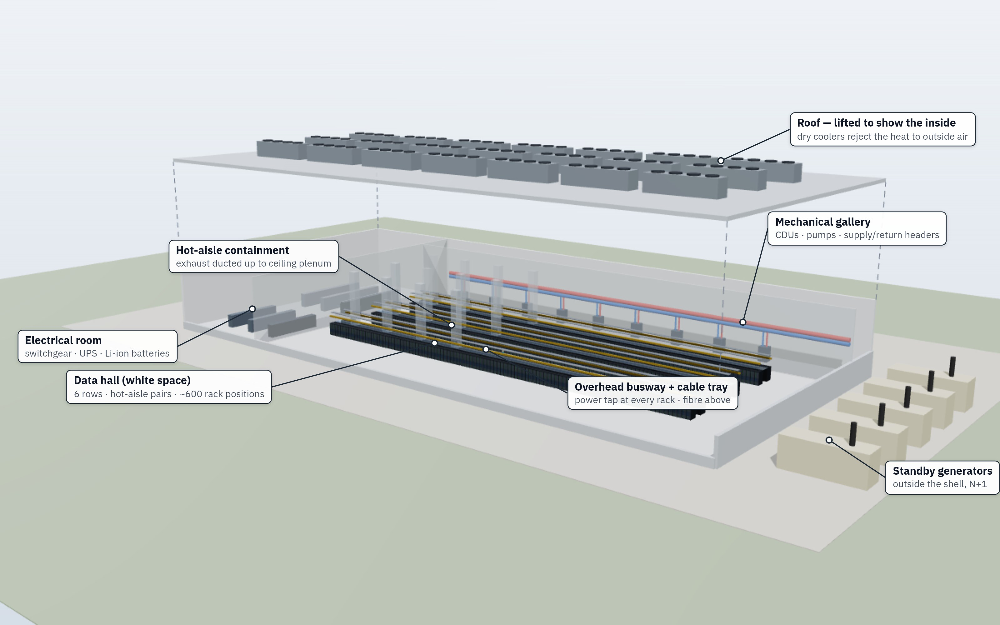 Roof — lifted to show the inside
dry coolers reject the heat to outside air
Mechanical gallery
CDUs · pumps · supply/return headers
Hot-aisle containment
exhaust ducted up to ceiling plenum
Electrical room
switchgear · UPS · Li-ion batteries
Data hall (white space)
6 rows · hot-aisle pairs · ~600 rack positions
Overhead busway + cable tray
power tap at every rack · fibre above
Standby generators
outside the shell, N+1